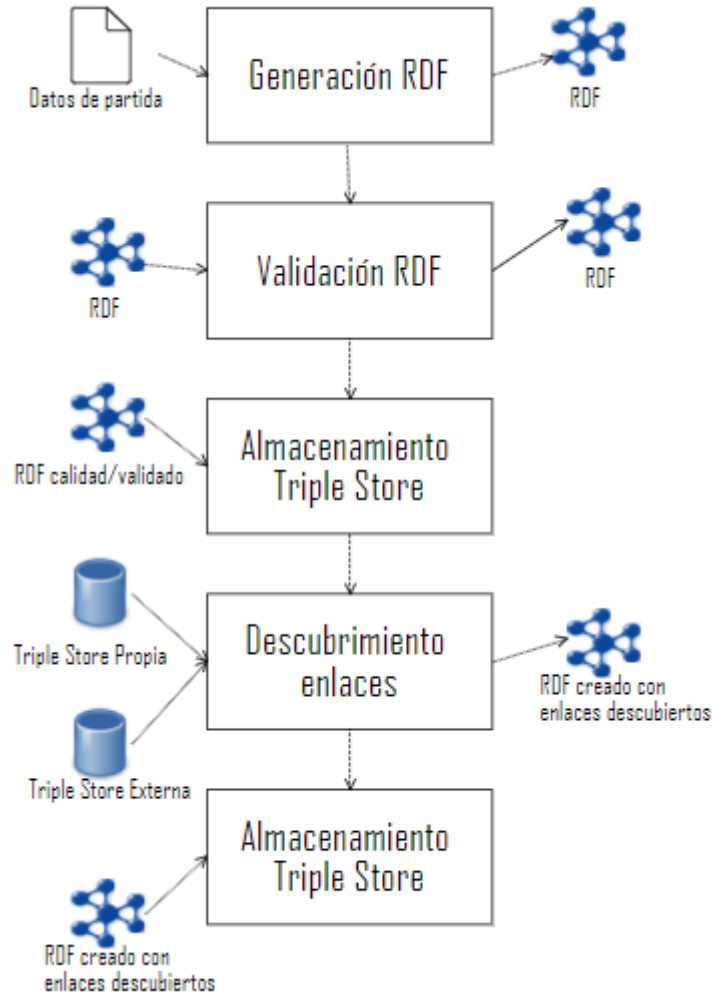 Generación RDF
Datos de partida
RDF
Validación RDF
RDF
RDF
Almacenamiento
Triple Store
RDF calidad/validado
Descubrimiento
enlaces
Triple Store Propia
RDF creado con
enlaces descubiertos
Triple Store Externa
Almacenamiento
Triple Store
RDF creado con
enlaces descubiertos